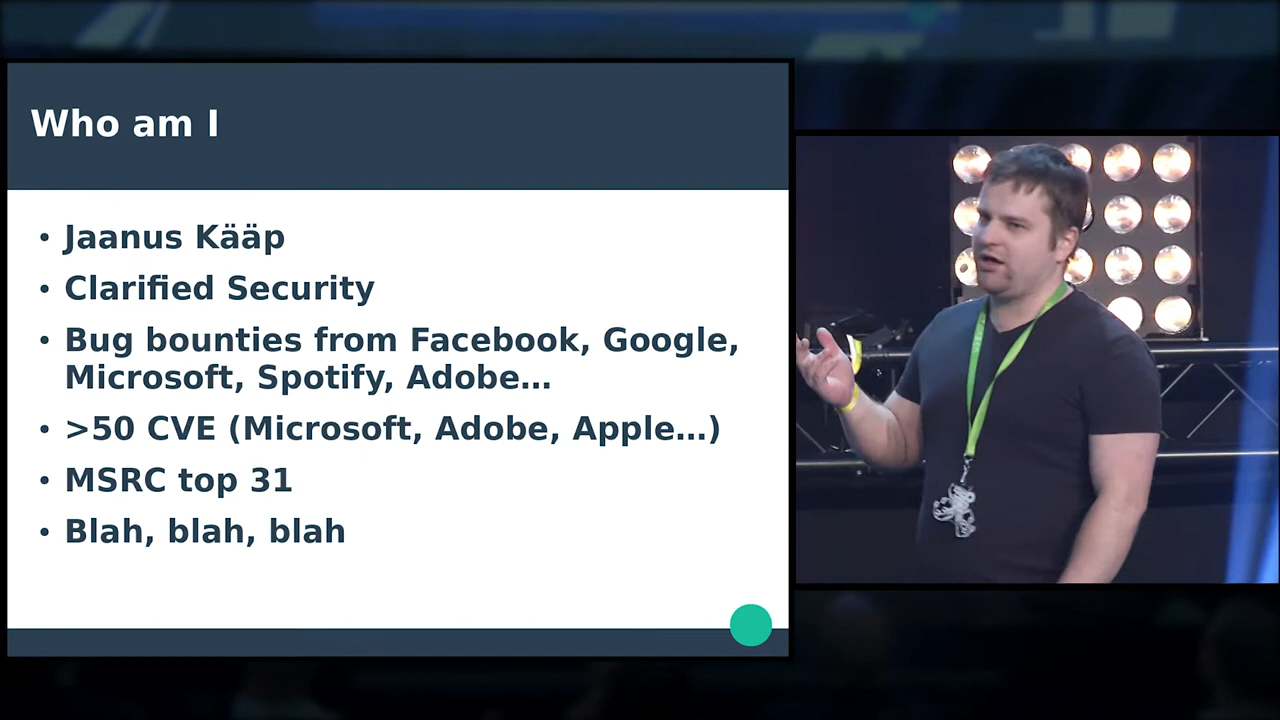 Who am I
• Jaanus Kääp
• Clarified Security
• Bug bounties from Facebook, Google,
Microsoft, Spotify, Adobe...
• >50 CVE (Microsoft, Adobe, Apple...)
• MSRC top 31
• Blah, blah, blah